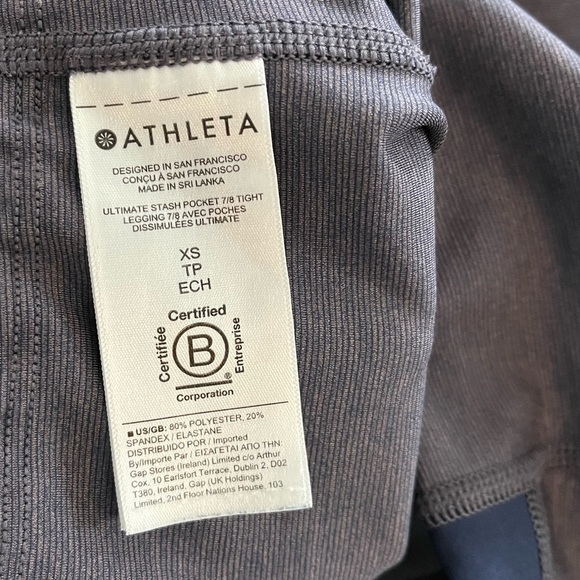 ATHLETA
DESIGNED IN SAN FRANCISCO
CONÇU À SAN FRANCISCO
MADE IN SRI LANKA
ULTIMATE STASH POCKET 7/8 TIGHT
LEGGING 7/8 AVEC POCHES
DISSIMULÉES ULTIMATE
XS
TP
ECH
Certified
Certifiée
B
Entreprise
®
Corporation
■ US/GB: 80% POLYESTER, 20%
SPANDEX / ELASTANE
DISTRIBUIDO POR / Imported
By/Importe Par / ΕΙΣΑΓΕΤΑΙ ΑΠΟ ΤΗΝ
Gap Stores (Ireland) Limited c/o Arthur
Cox, 10 Earlsfort Terrace, Dublin 2, D02
T380, Ireland, Gap (UK Holdings)
Limited, 2nd Floor Nations House, 103